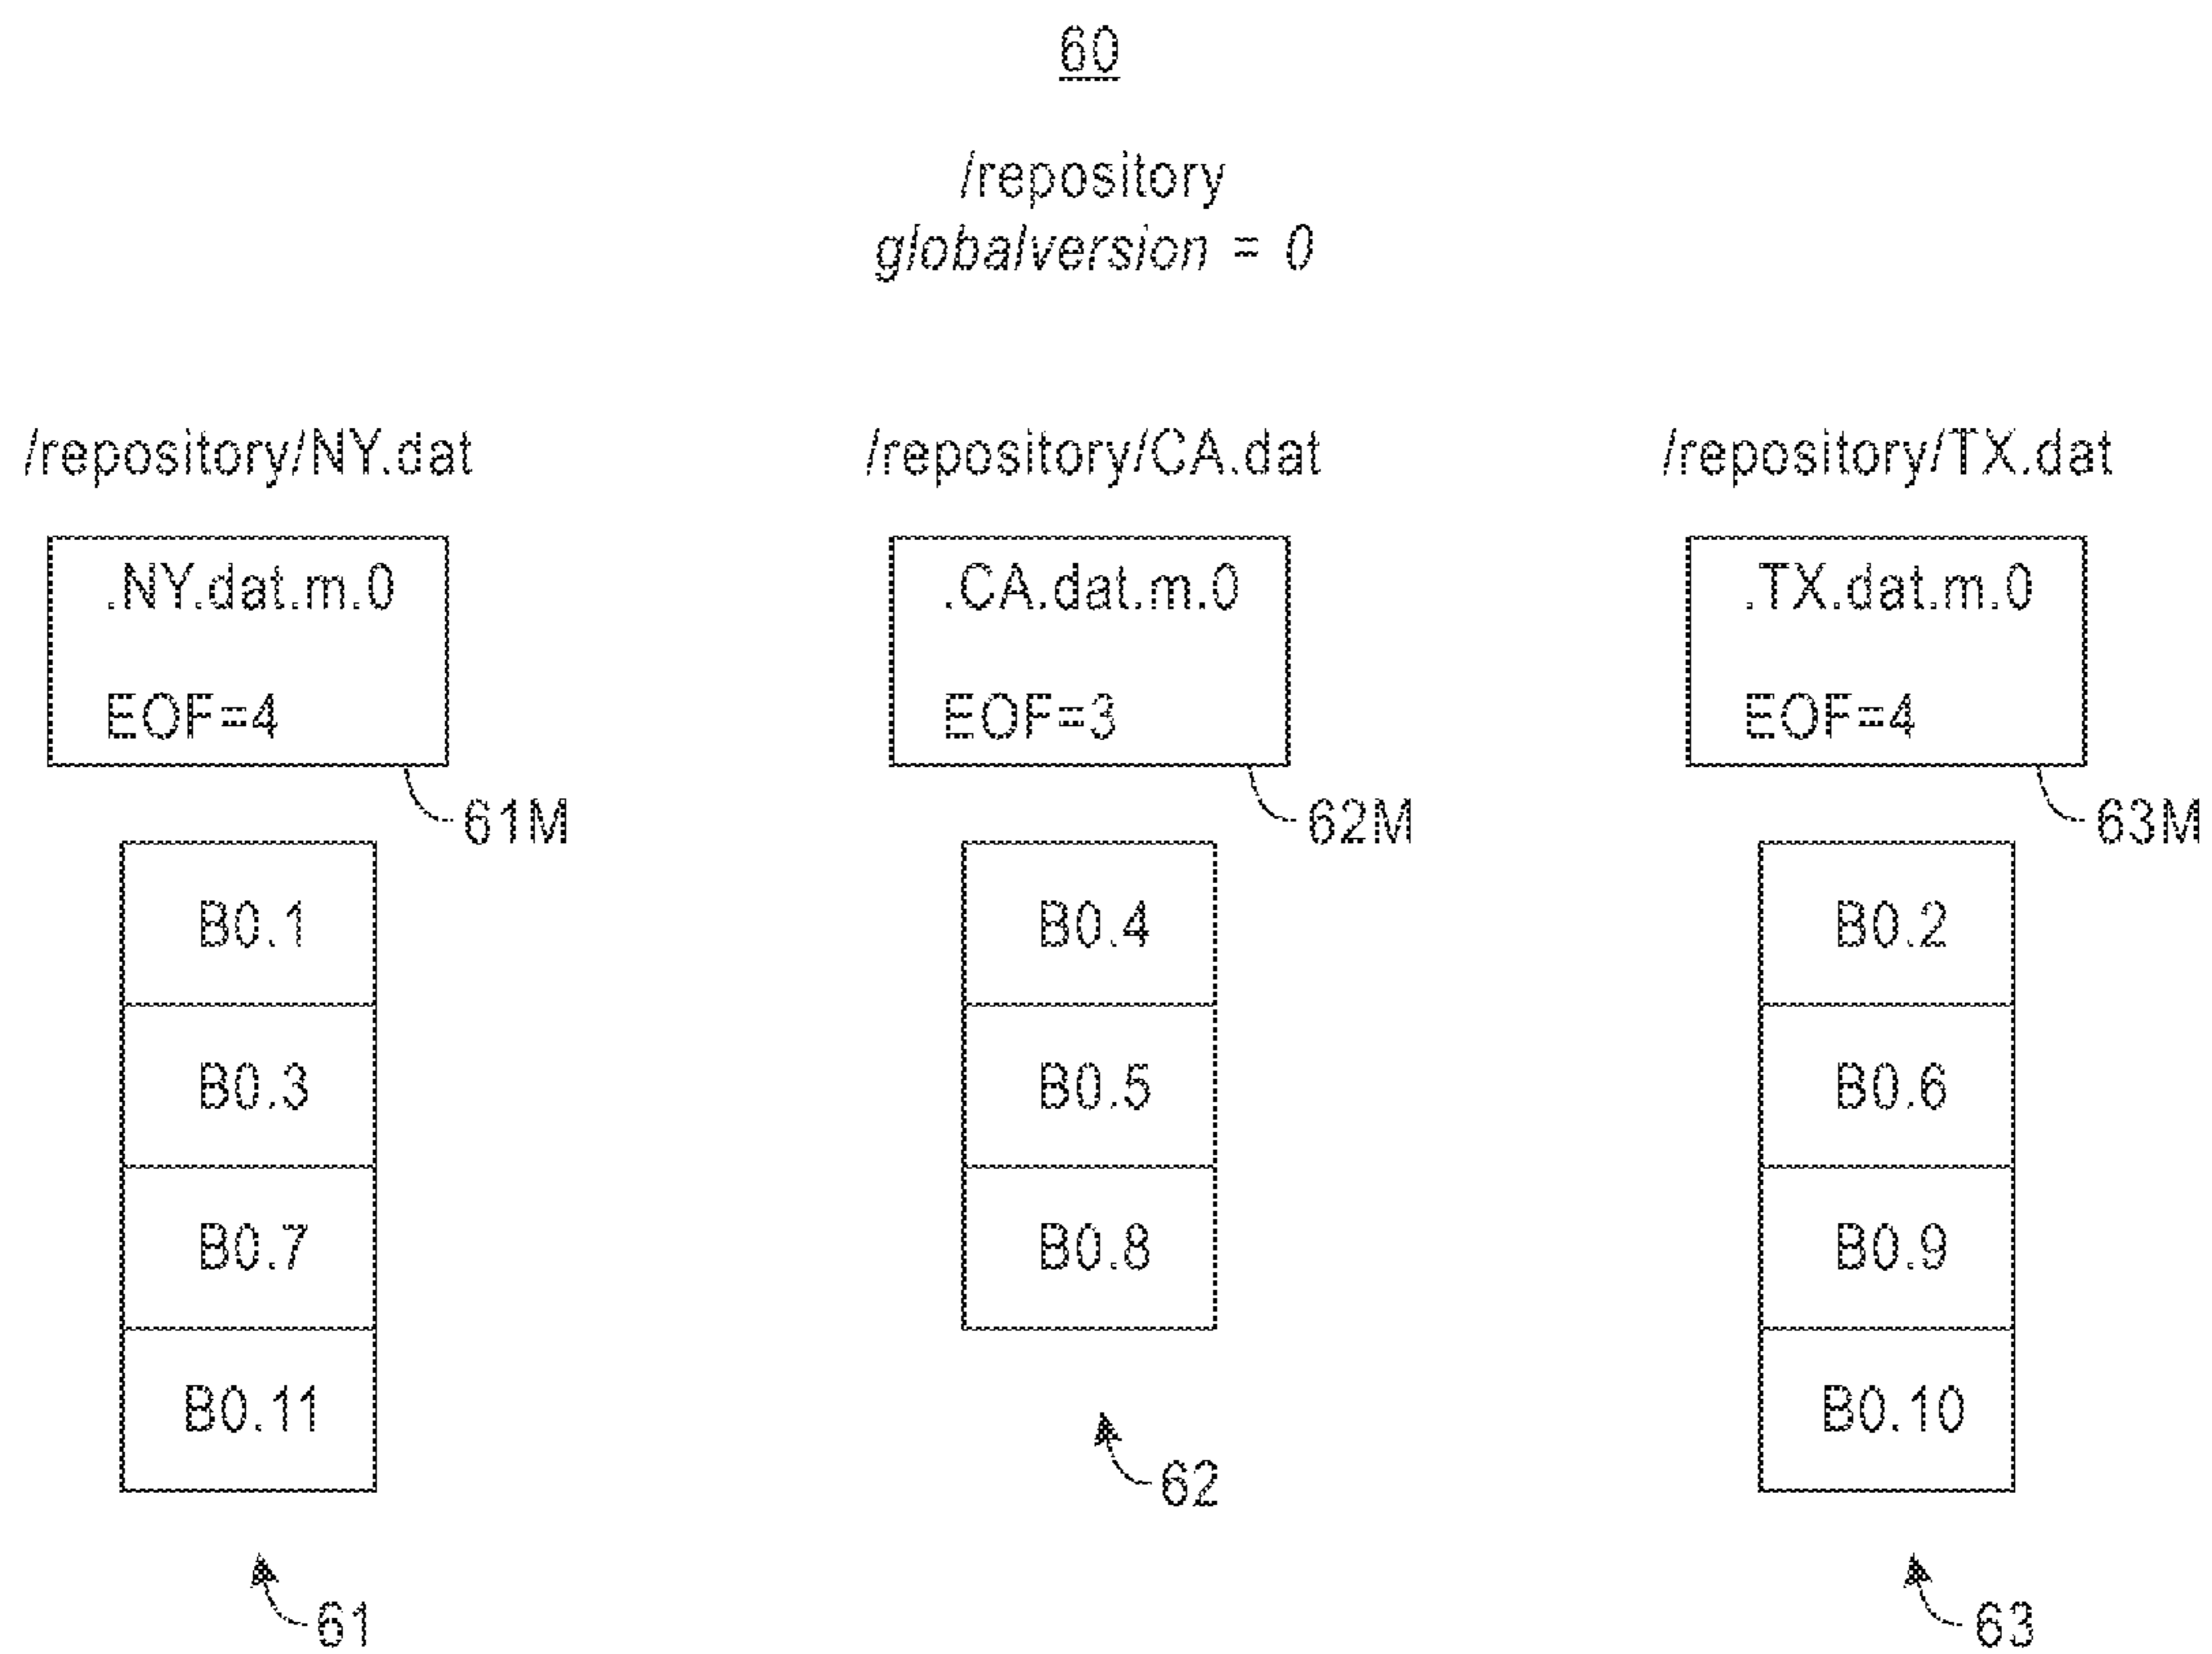 60
/repository
globalversion = 0
/repository/NY.dat
.NY.dat.m.0
EOF=4
61M
B0.1
B0.3
B0.7
B0.11
61
/repository/CA.dat
.CA.dat.m.0
EOF=3
62M
B0.4
B0.5
B0.8
62
/repository/TX.dat
.TX.dat.m.0
EOF=4
63M
B0.2
B0.6
B0.9
B0.10
63